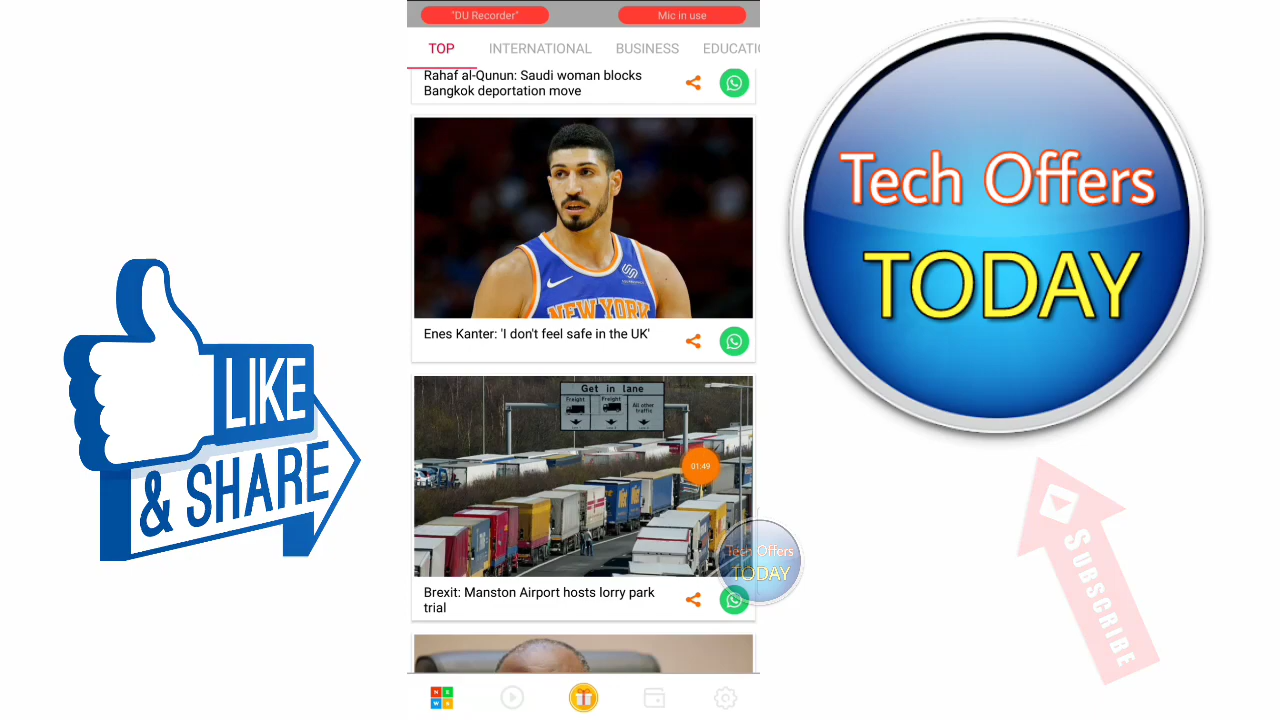 "DU Recorder"
Mic in use
TOP
INTERNATIONAL
BUSINESS
EDUCATI
Rahaf al-Qunun: Saudi woman blocks
Bangkok deportation move
NEW YORK
Enes Kanter: 'I don't feel safe in the UK'
Get in lane
Freight
Freight
All other
traffic
01:49
Brexit: Manston Airport hosts lorry park
trial
NEWS
LIKE
& SHARE
Tech Offers
TODAY
Tech Offers
TODAY
SUBSCRIBE